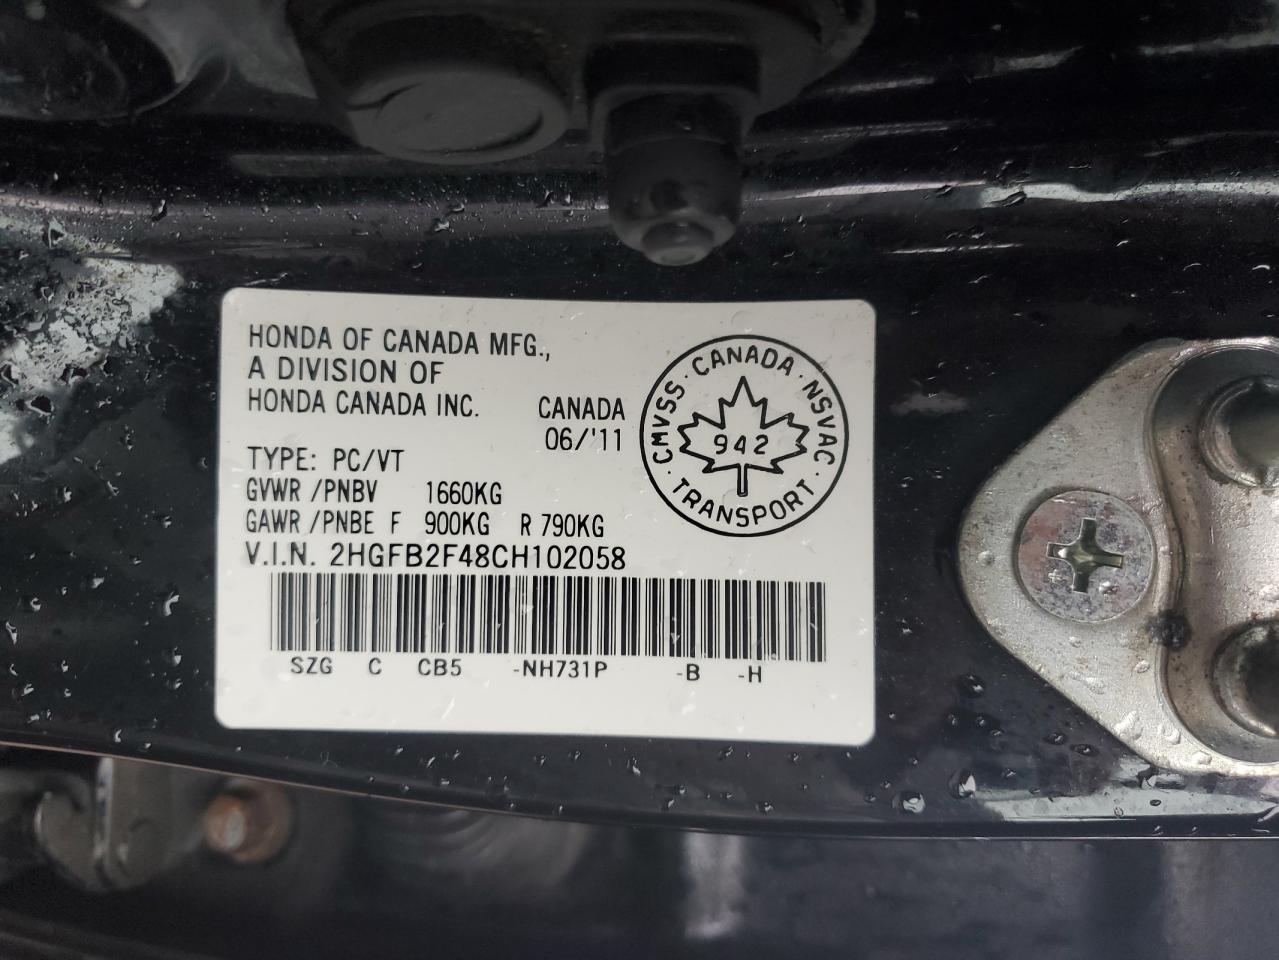 HONDA OF CANADA MFG.,
A DIVISION OF
HONDA CANADA INC.
CANADA
06/'11
TYPE: PC/VT
GVWR /PNBV 1660KG
GAWR /PNBE F 900KG R 790KG
V.I.N. 2HGFB2F48CH102058
SZG C CB5 -NH731P -B -H
CMVSS · CANADA · NSVAC · TRANSPORT ·
942